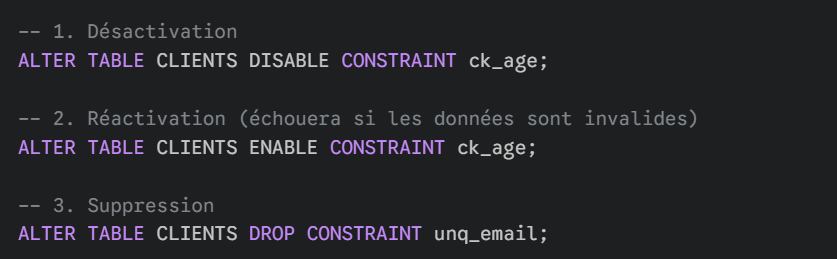 -- 1. Désactivation
ALTER TABLE CLIENTS DISABLE CONSTRAINT ck_age;
-- 2. Réactivation (échouera si les données sont invalides)
ALTER TABLE CLIENTS ENABLE CONSTRAINT ck_age;
-- 3. Suppression
ALTER TABLE CLIENTS DROP CONSTRAINT unq_email;